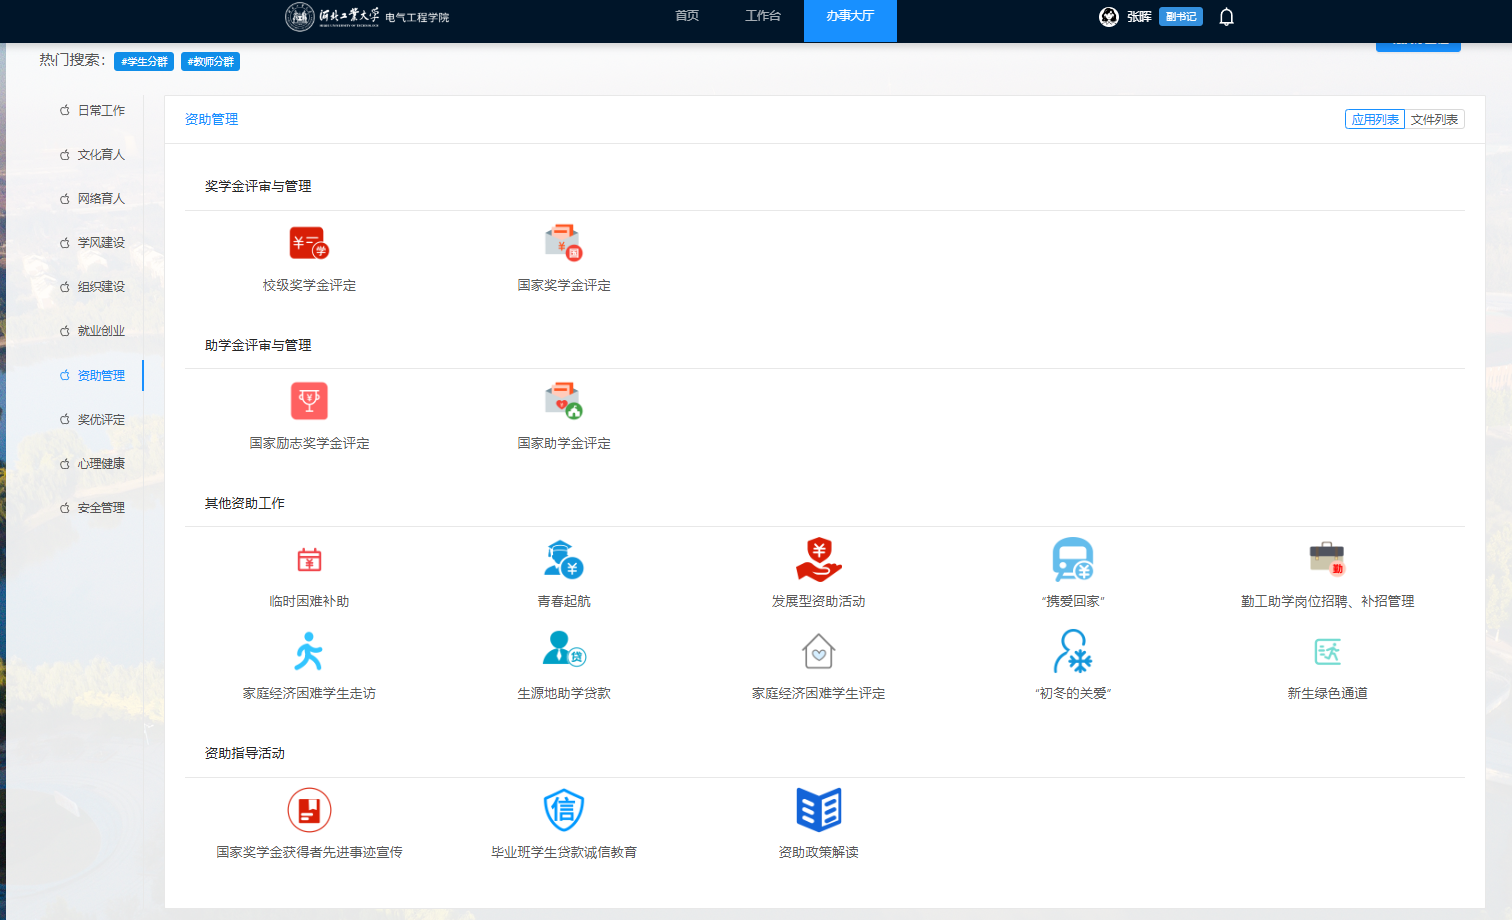 河北工业大学 电气工程学院 首页 工作台 办事大厅 张晖 副书记
热门搜索： #学生分群 #教师分群
日常工作
文化育人
网络育人
学风建设
组织建设
就业创业
资助管理
奖优评定
心理健康
安全管理
资助管理 应用列表 文件列表
奖学金评审与管理
学 国
校级奖学金评定 国家奖学金评定
助学金评审与管理
国家励志奖学金评定 国家助学金评定
其他资助工作
勤
临时困难补助 青春起航 发展型资助活动 “携爱回家” 勤工助学岗位招聘、补招管理
贷
家庭经济困难学生走访 生源地助学贷款 家庭经济困难学生评定 “初冬的关爱” 新生绿色通道
资助指导活动
信
国家奖学金获得者先进事迹宣传 毕业班学生贷款诚信教育 资助政策解读